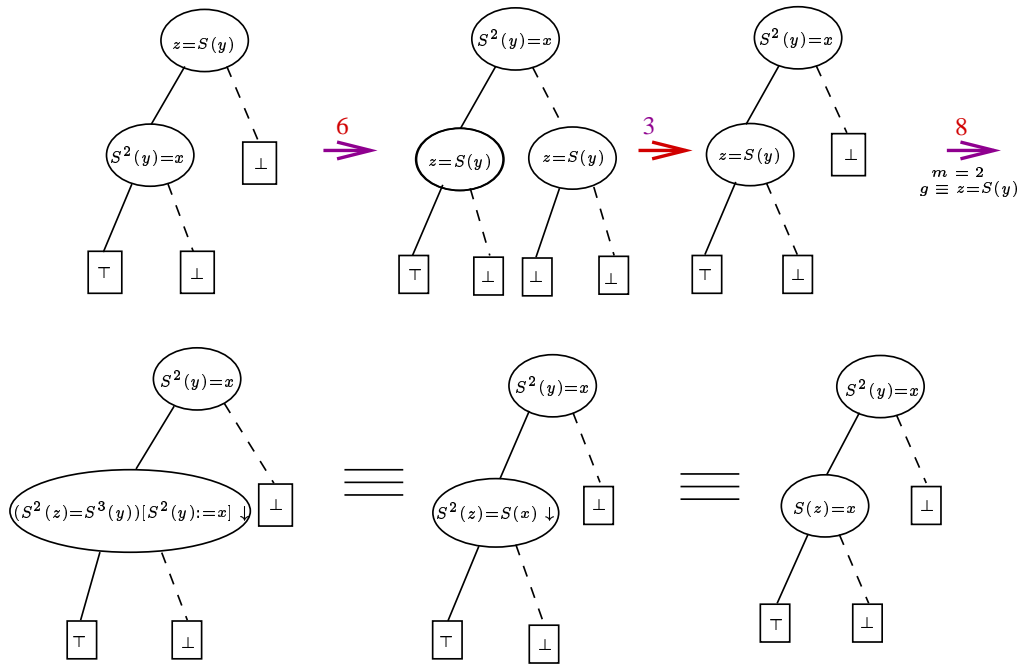 z=S(y)
S²(y)=x
⊥
⊤
⊥
6
S²(y)=x
z=S(y)
z=S(y)
⊤
⊥
⊥
⊥
3
S²(y)=x
z=S(y)
⊥
⊤
⊥
8
m = 2
g ≡ z=S(y)
S²(y)=x
(S²(z)=S³(y))[S²(y):=x] ↓
⊥
⊤
⊥
S²(y)=x
S²(z)=S(x) ↓
⊥
⊤
⊥
S²(y)=x
S(z)=x
⊥
⊤
⊥